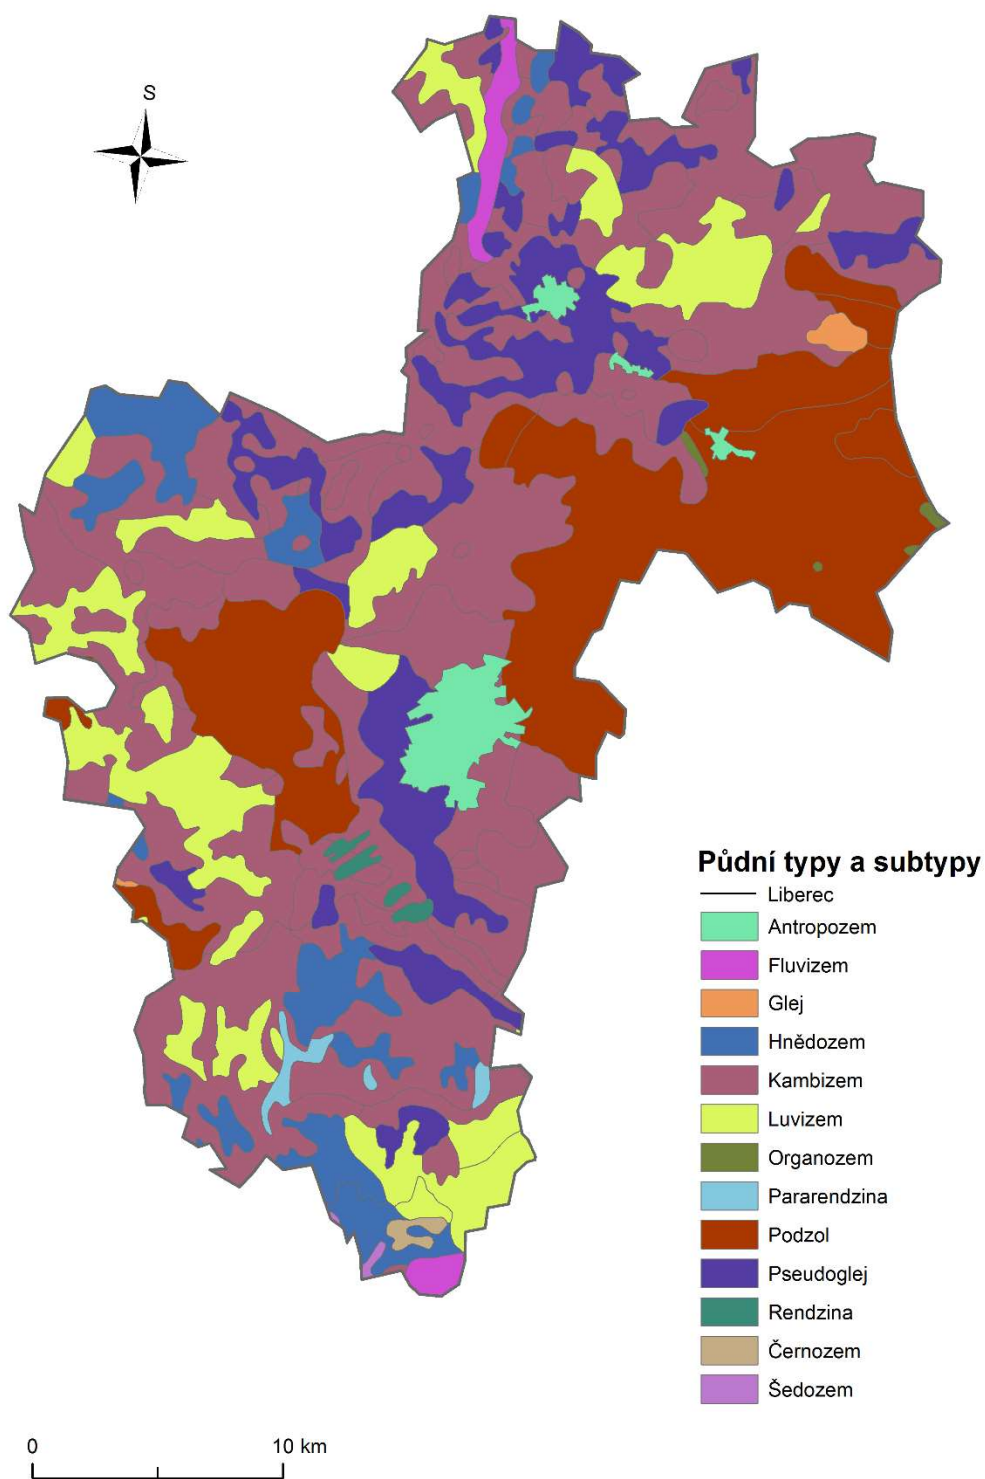 S
Půdní typy a subtypy
Liberec
Antropozem
Fluvizem
Glej
Hnědozem
Kambizem
Luvizem
Organozem
Pararendzina
Podzol
Pseudoglej
Rendzina
Černozem
Šedozem
0 10 km